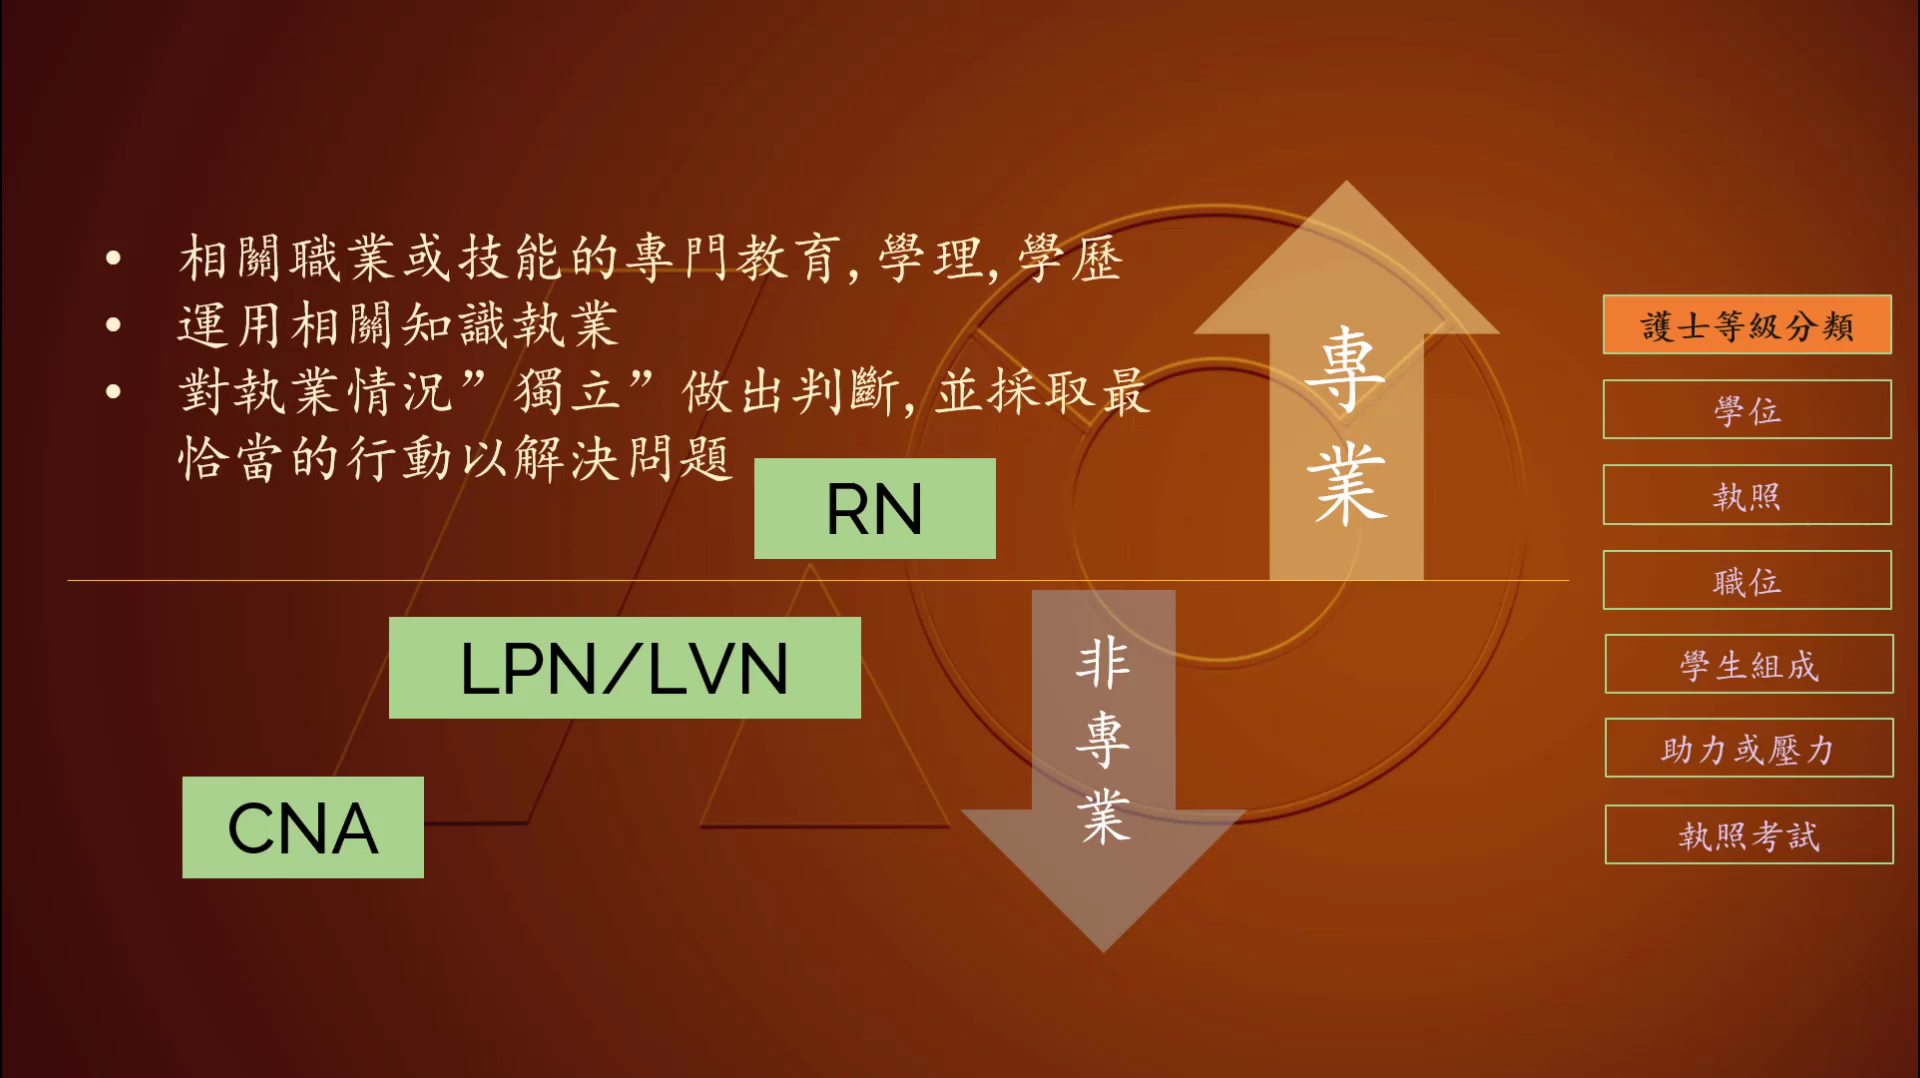 • 相關職業或技能的專門教育,學理,學歷
• 運用相關知識執業
• 對執業情況”獨立”做出判斷,並採取最
恰當的行動以解決問題
RN
專業
LPN/LVN
CNA
非專業
護士等級分類
學位
執照
職位
學生組成
助力或壓力
執照考試